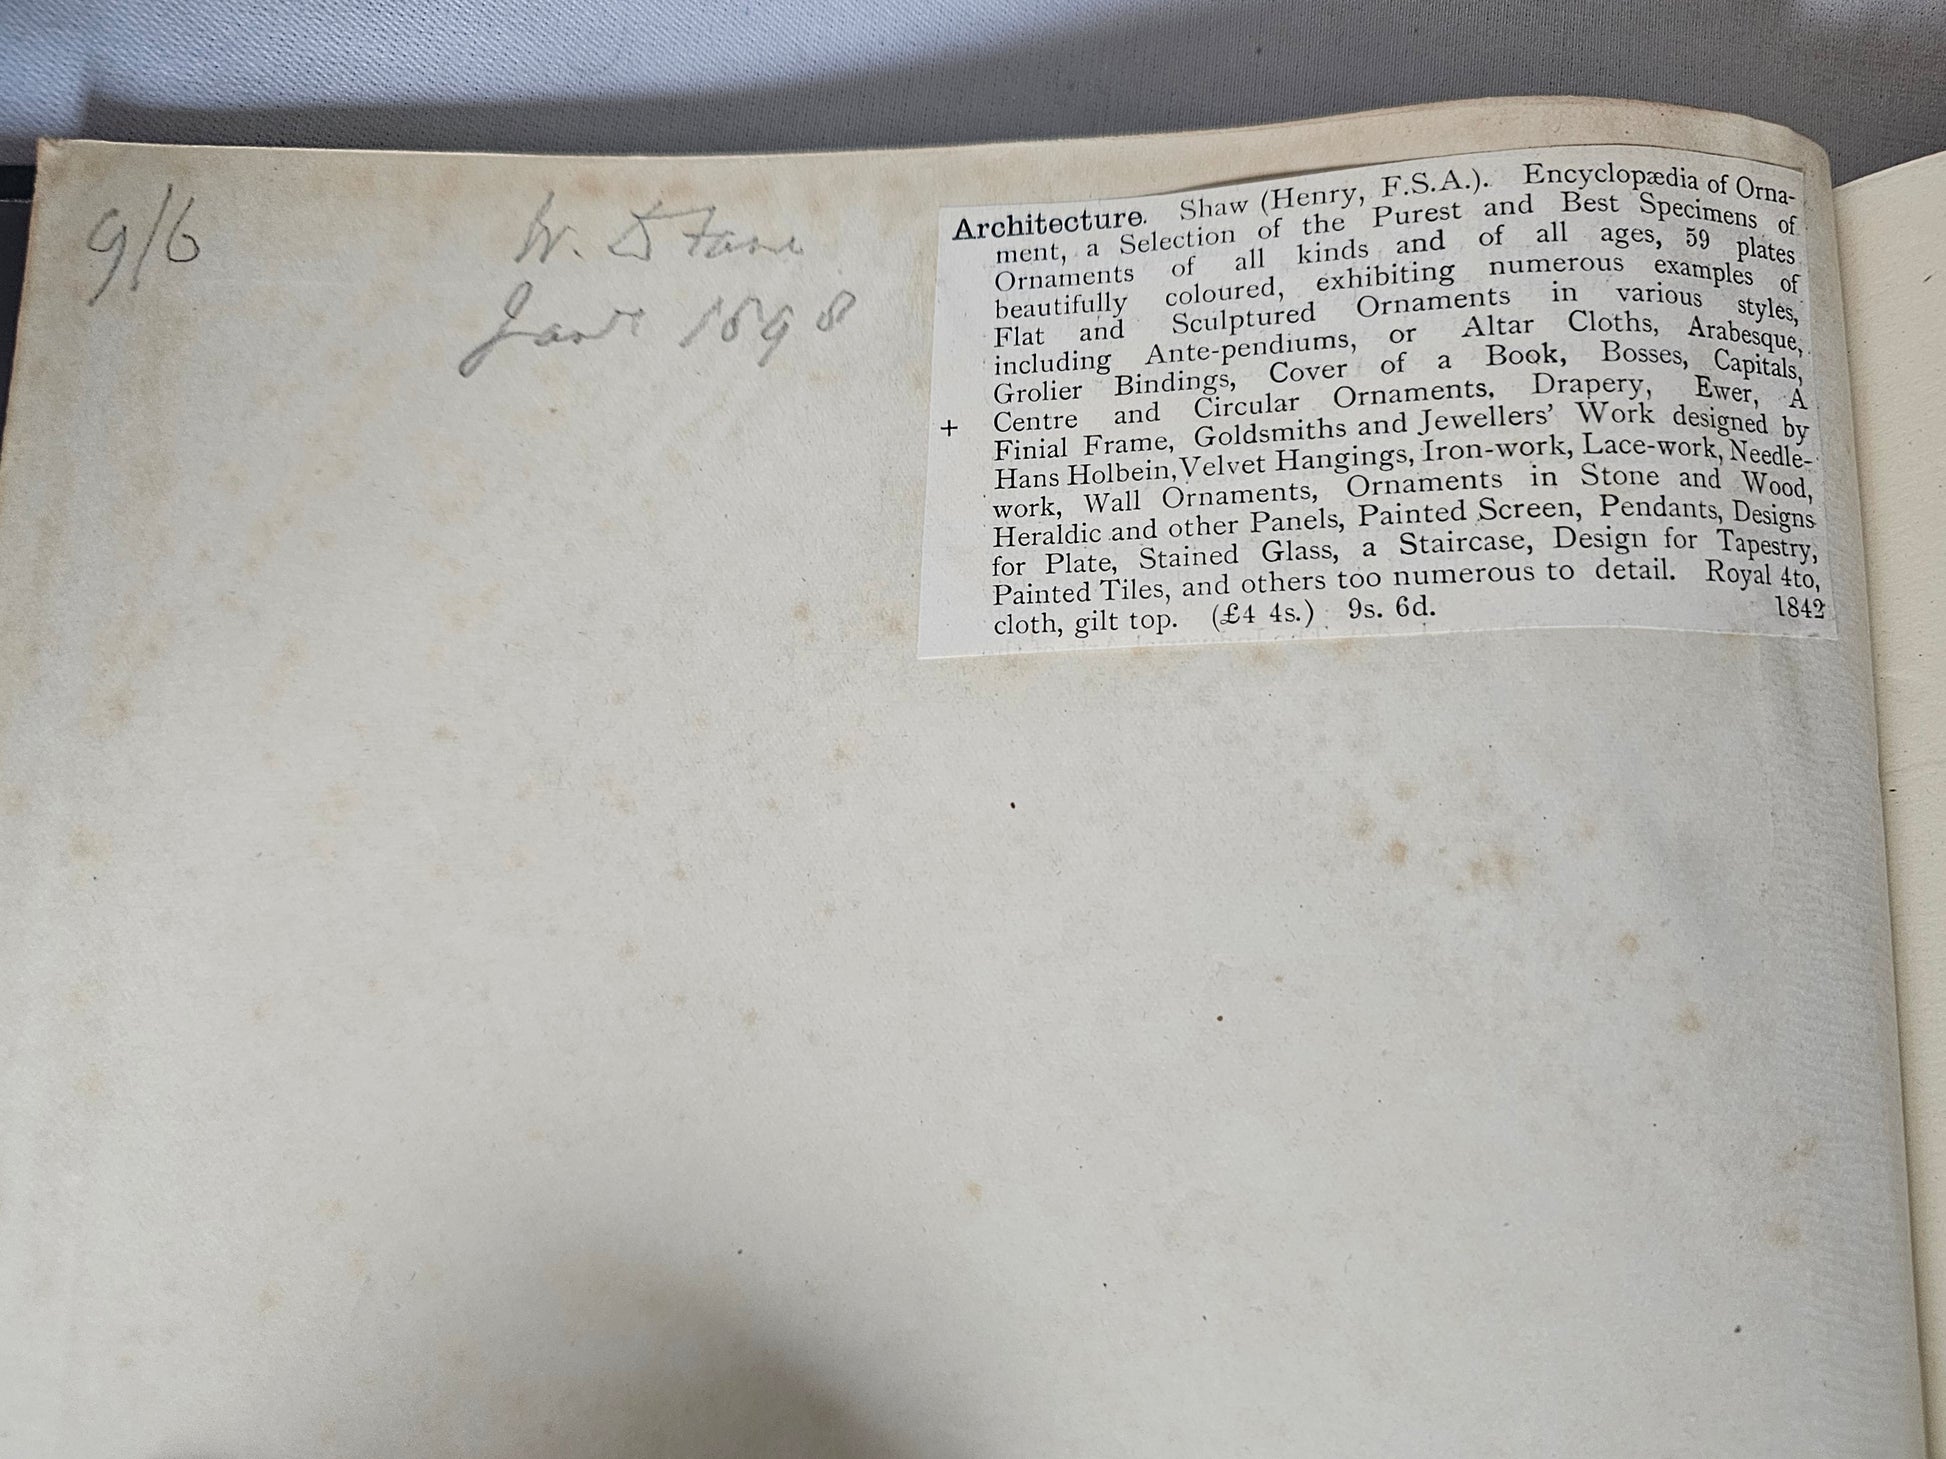 9/6
W.
1898
Architecture. Shaw (Henry, F.S.A.). Encyclopædia of Orna-
ment, a Selection of the Purest and Best Specimens of
Ornaments of all kinds and of all ages, 59 plates
beautifully coloured, exhibiting numerous examples of
Flat and Sculptured Ornaments in various styles,
including Ante-pendiums, or Altar Cloths, Arabesque,
Grolier Bindings, Cover of a Book, Bosses, Capitals,
+ Centre and Circular Ornaments, Drapery, Ewer, A
Finial Frame, Goldsmiths and Jewellers' Work designed by
Hans Holbein, Velvet Hangings, Iron-work, Lace-work, Needle-
work, Wall Ornaments, Ornaments in Stone and Wood,
Heraldic and other Panels, Painted Screen, Pendants, Designs
for Plate, Stained Glass, a Staircase, Design for Tapestry,
Painted Tiles, and others too numerous to detail. Royal 4to,
cloth, gilt top. (£4 4s.) 9s. 6d. 1842